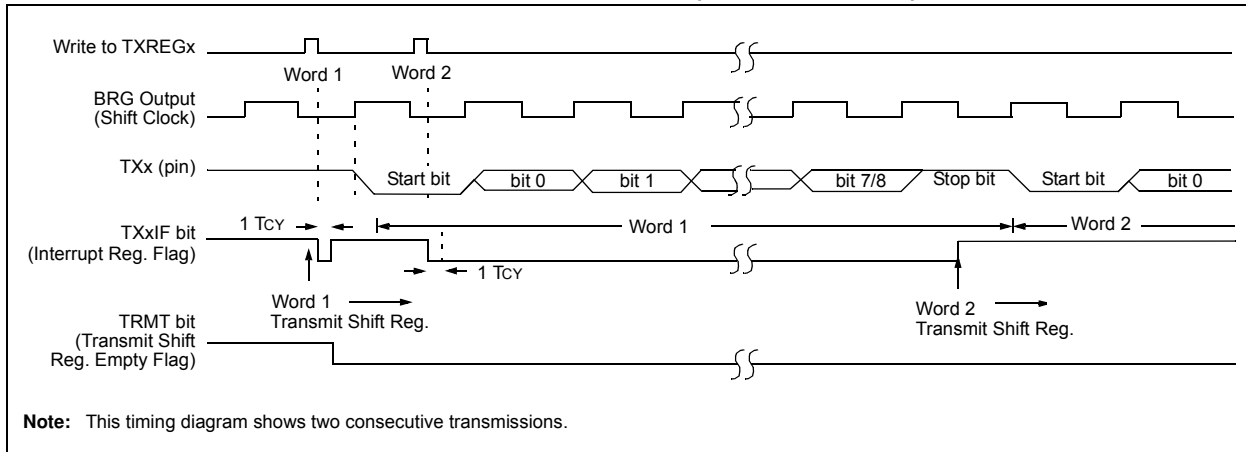 Write to TXREGx
Word 1
Word 2
BRG Output
(Shift Clock)
TXx (pin)
Start bit
bit 0
bit 1
bit 7/8
Stop bit
Start bit
bit 0
1 TCY
Word 1
Word 2
TXxIF bit
(Interrupt Reg. Flag)
1 TCY
Word 1
Transmit Shift Reg.
Word 2
Transmit Shift Reg.
TRMT bit
(Transmit Shift
Reg. Empty Flag)
Note: This timing diagram shows two consecutive transmissions.